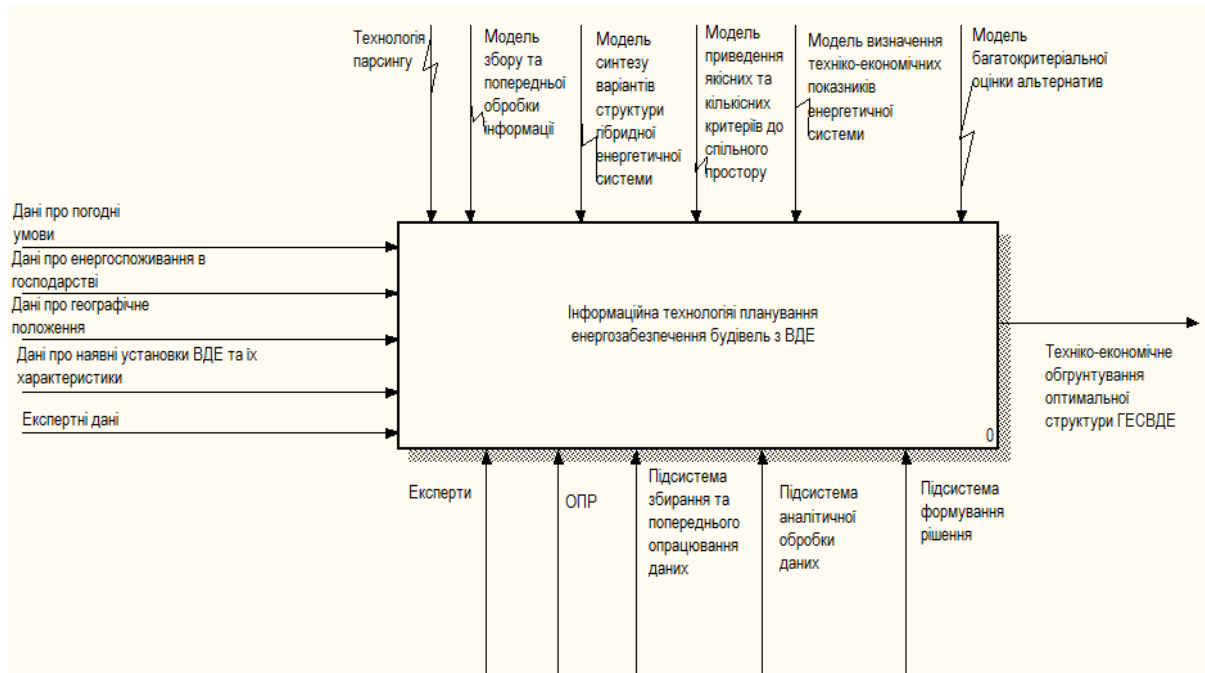 Технологія
парсингу
Модель
збору та
попередньої
обробки
інформації
Модель
синтезу
варіантів
структури
гібридної
енергетичної
системи
Модель
приведення
якісних та
кількісних
критеріїв до
спільного
простору
Модель визначення
техніко-економічних
показників
енергетичної
системи
Модель
багатокритеріальної
оцінки альтернатив
Дані про погодні
умови
Дані про енергоспоживання в
господарстві
Дані про географічне
положення
Дані про наявні установки ВДЕ та їх
характеристики
Експертні дані
Інформаційна технологіяі планування
енергозабезпечення будівель з ВДЕ
0
Техніко-економічне
обгрунтування
оптимальної
структури ГЕСВДЕ
Експерти
ОПР
Підсистема
збирання та
попереднього
опрацювання
даних
Підсистема
аналітичної
обробки
даних
Підсистема
формування
рішення